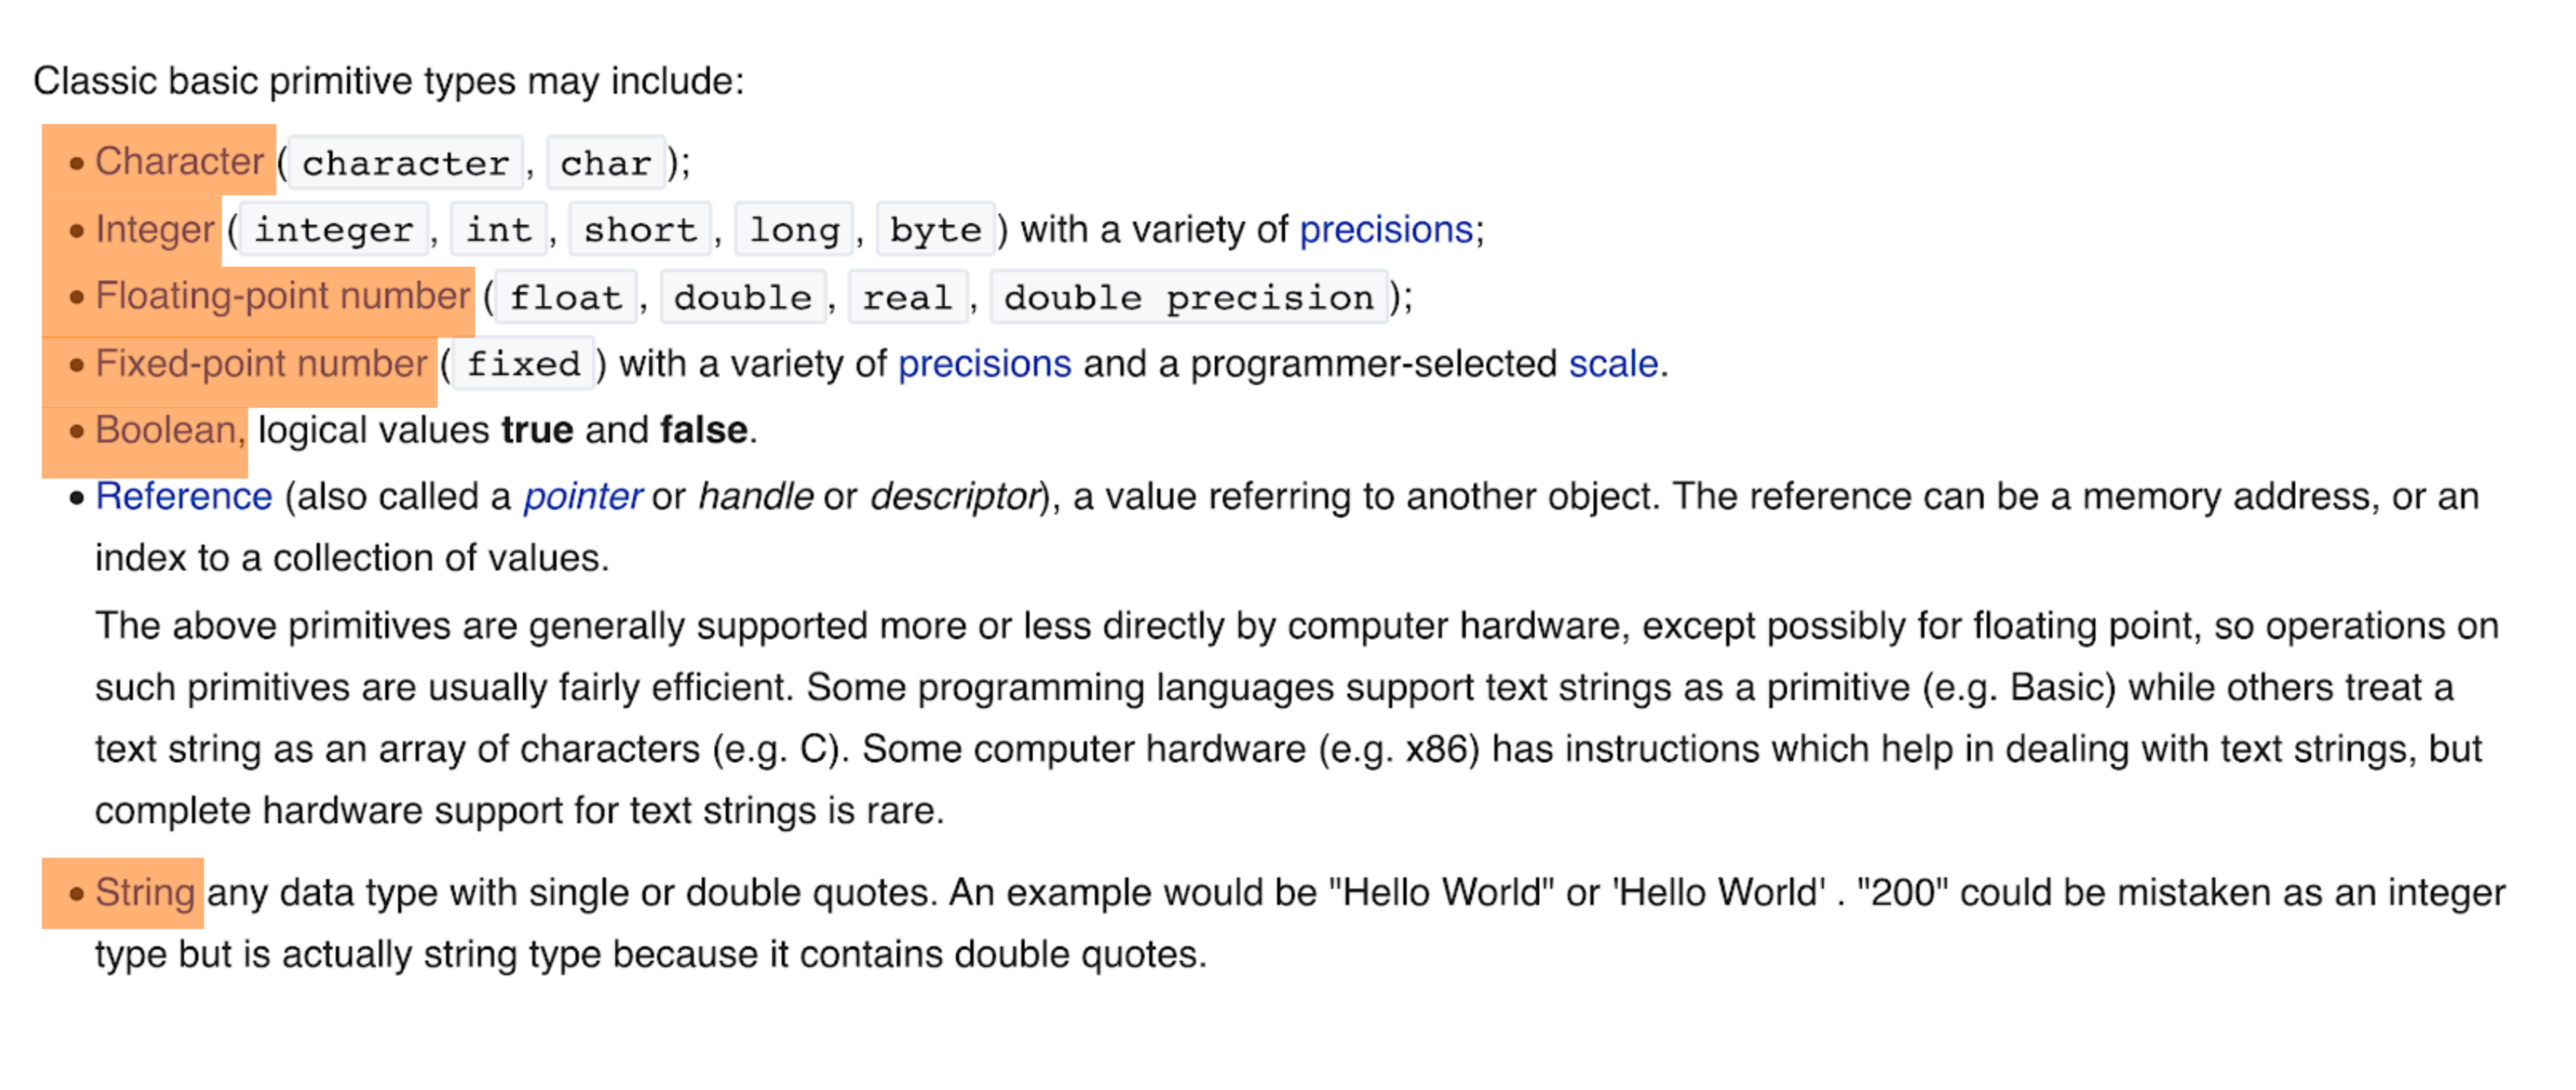 Classic basic primitive types may include:
• Character ( character , char );
• Integer ( integer , int , short , long , byte ) with a variety of precisions;
• Floating-point number ( float , double , real , double precision );
• Fixed-point number ( fixed ) with a variety of precisions and a programmer-selected scale.
• Boolean, logical values true and false.
• Reference (also called a pointer or handle or descriptor), a value referring to another object. The reference can be a memory address, or an
index to a collection of values.
The above primitives are generally supported more or less directly by computer hardware, except possibly for floating point, so operations on
such primitives are usually fairly efficient. Some programming languages support text strings as a primitive (e.g. Basic) while others treat a
text string as an array of characters (e.g. C). Some computer hardware (e.g. x86) has instructions which help in dealing with text strings, but
complete hardware support for text strings is rare.
• String any data type with single or double quotes. An example would be "Hello World" or 'Hello World' . "200" could be mistaken as an integer
type but is actually string type because it contains double quotes.